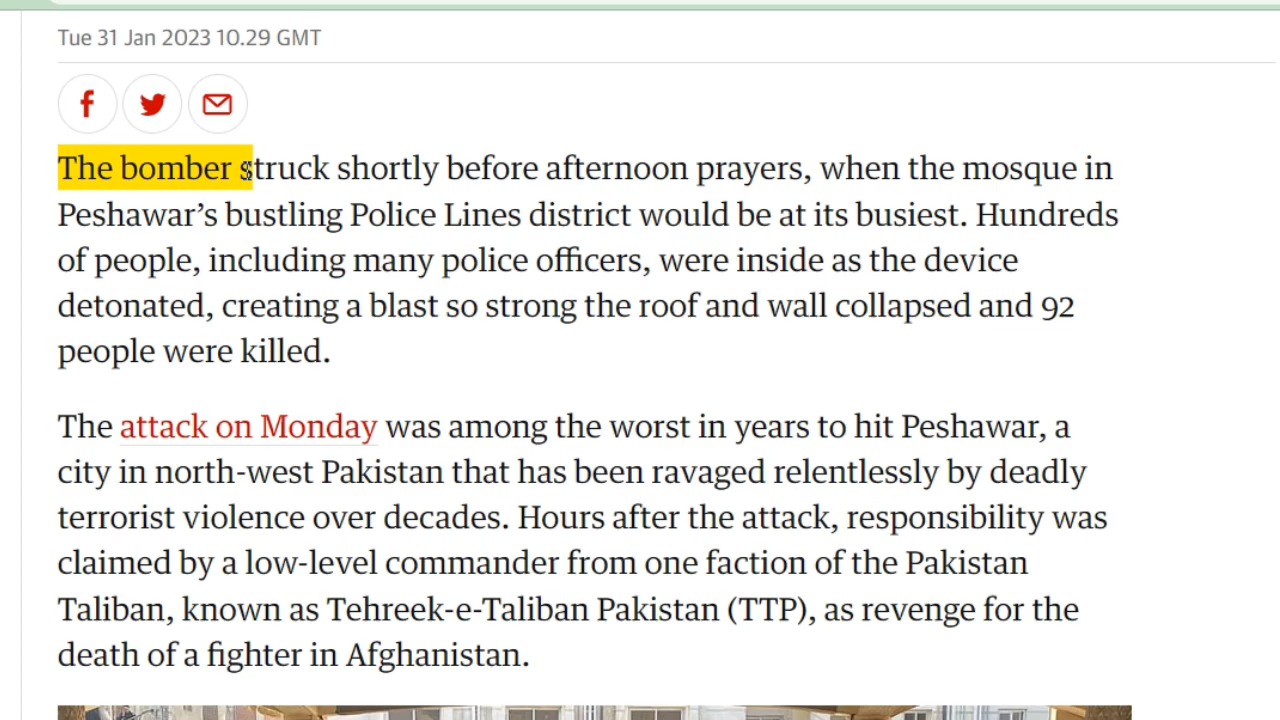 Tue 31 Jan 2023 10.29 GMT
The bomber struck shortly before afternoon prayers, when the mosque in
Peshawar’s bustling Police Lines district would be at its busiest. Hundreds
of people, including many police officers, were inside as the device
detonated, creating a blast so strong the roof and wall collapsed and 92
people were killed.
The attack on Monday was among the worst in years to hit Peshawar, a
city in north-west Pakistan that has been ravaged relentlessly by deadly
terrorist violence over decades. Hours after the attack, responsibility was
claimed by a low-level commander from one faction of the Pakistan
Taliban, known as Tehreek-e-Taliban Pakistan (TTP), as revenge for the
death of a fighter in Afghanistan.